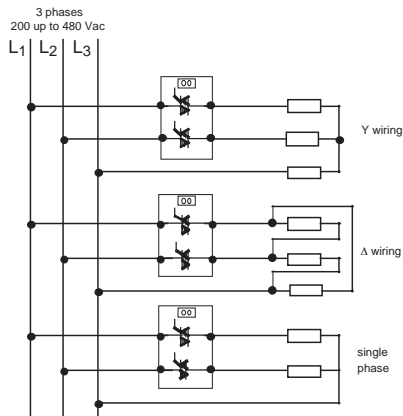 3 phases
200 up to 480 Vac
L1 L2 L3
00
Y wiring
00
Δ wiring
00
single
phase